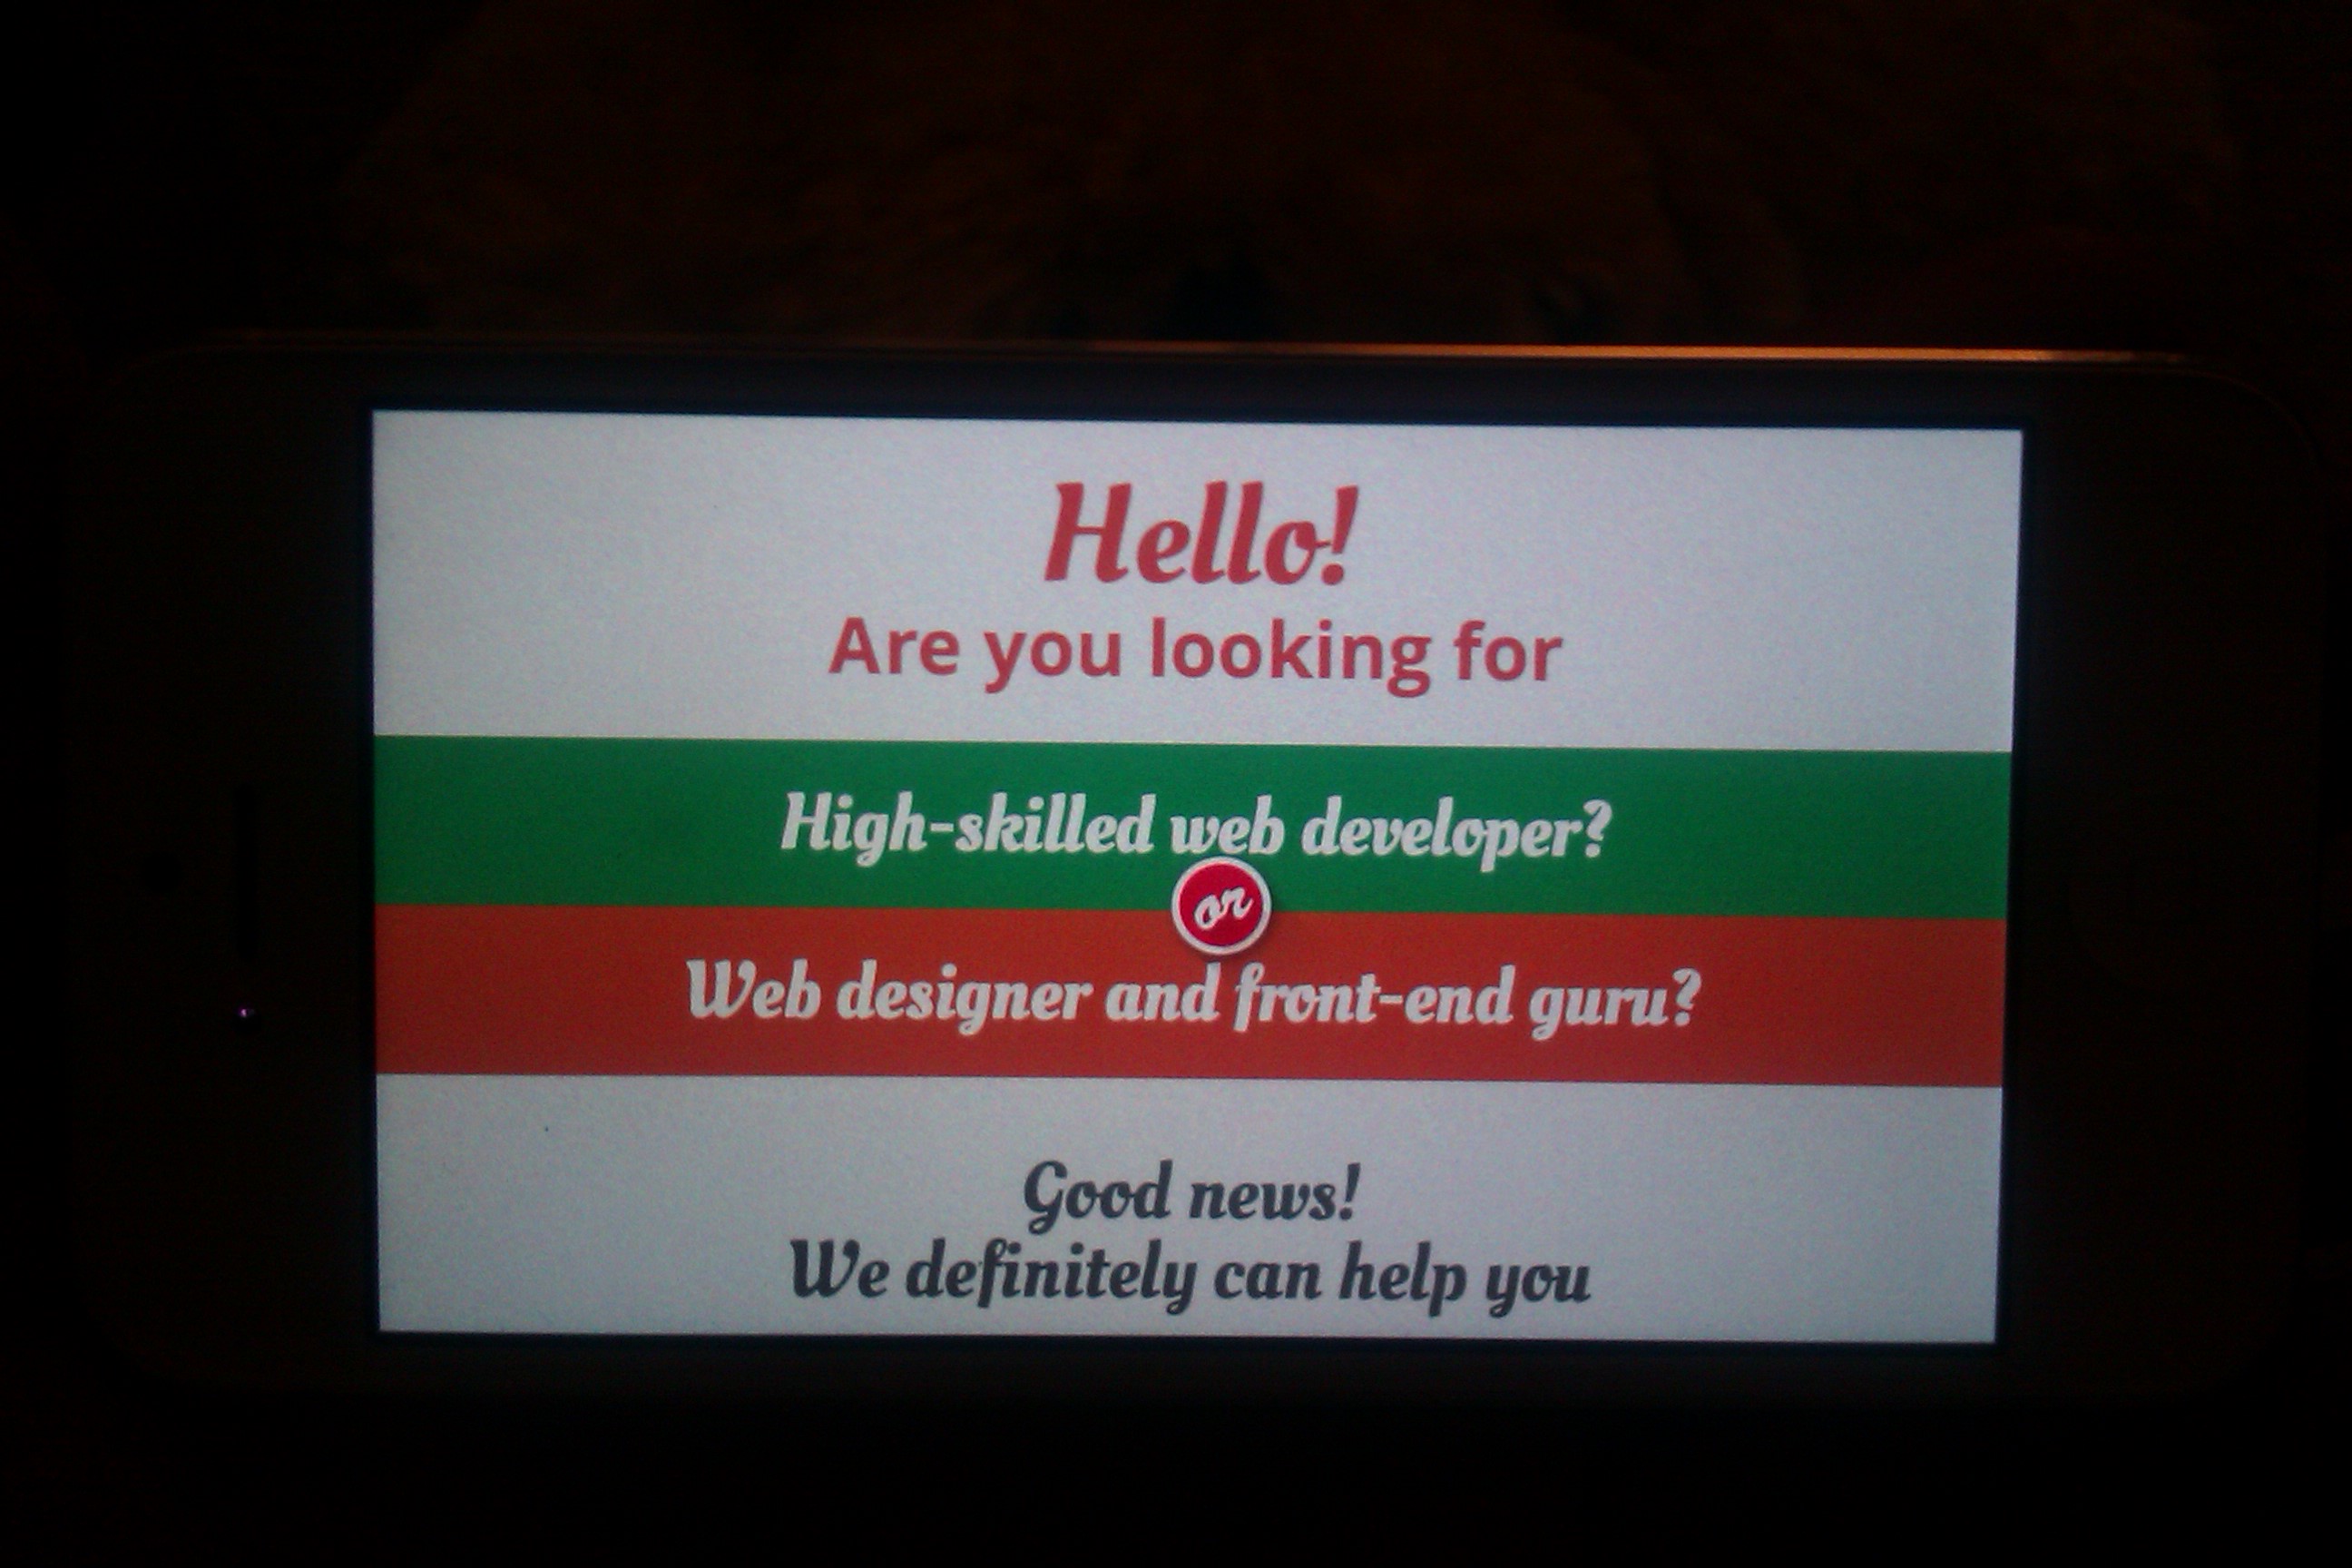 Hello!
Are you looking for
High-skilled web developer?
or
Web designer and front-end guru?
Good news!
We definitely can help you